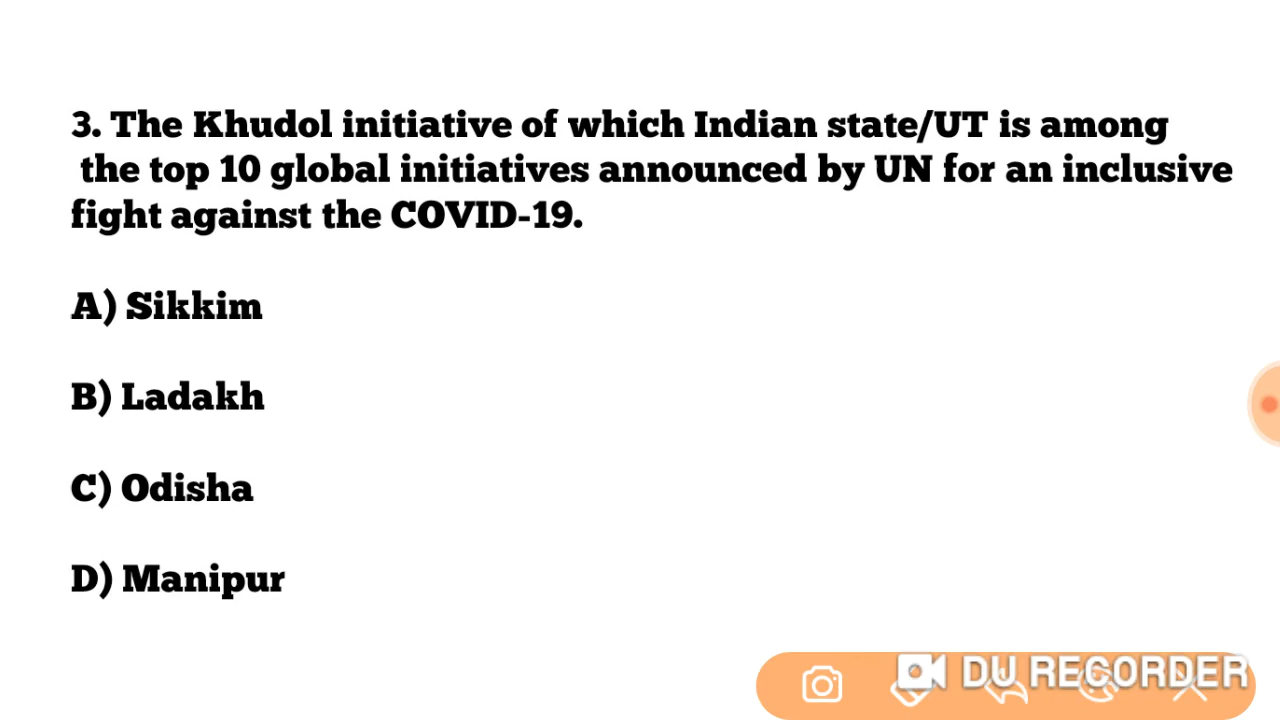 3. The Khudol initiative of which Indian state/UT is among
the top 10 global initiatives announced by UN for an inclusive
fight against the COVID-19.
A) Sikkim
B) Ladakh
C) Odisha
D) Manipur
DU RECORDER